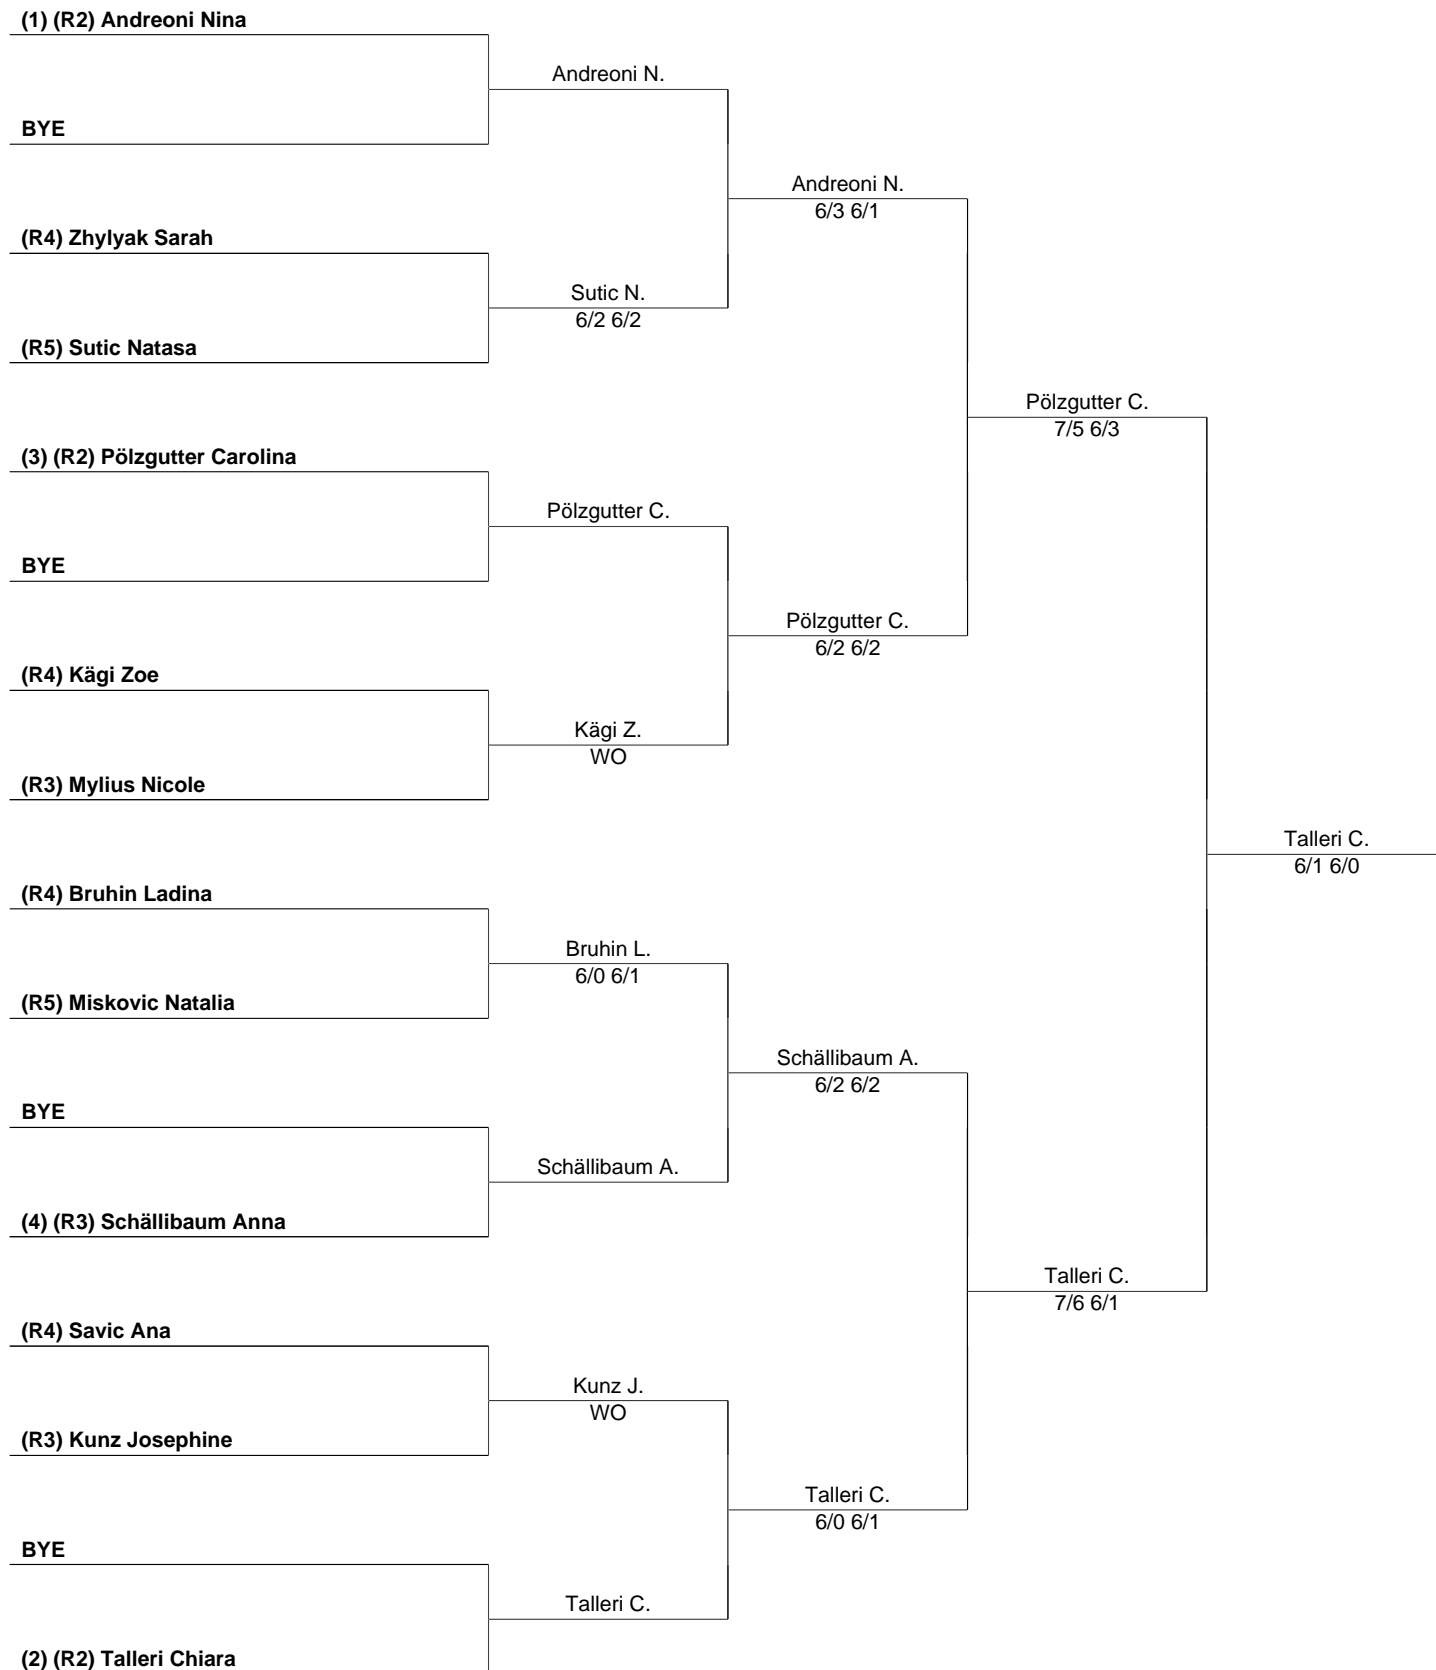 (1) (R2) Andreoni Nina
Andreoni N.
BYE
Andreoni N.
6/3 6/1
(R4) Zhylyak Sarah
Sutic N.
6/2 6/2
(R5) Sutic Natasa
Pölzgutter C.
7/5 6/3
(3) (R2) Pölzgutter Carolina
Pölzgutter C.
BYE
Pölzgutter C.
6/2 6/2
(R4) Kägi Zoe
Kägi Z.
WO
(R3) Mylius Nicole
Talleri C.
6/1 6/0
(R4) Bruhin Ladina
Bruhin L.
6/0 6/1
(R5) Miskovic Natalia
Schällibaum A.
6/2 6/2
BYE
Schällibaum A.
(4) (R3) Schällibaum Anna
Talleri C.
7/6 6/1
(R4) Savic Ana
Kunz J.
WO
(R3) Kunz Josephine
Talleri C.
6/0 6/1
BYE
Talleri C.
(2) (R2) Talleri Chiara